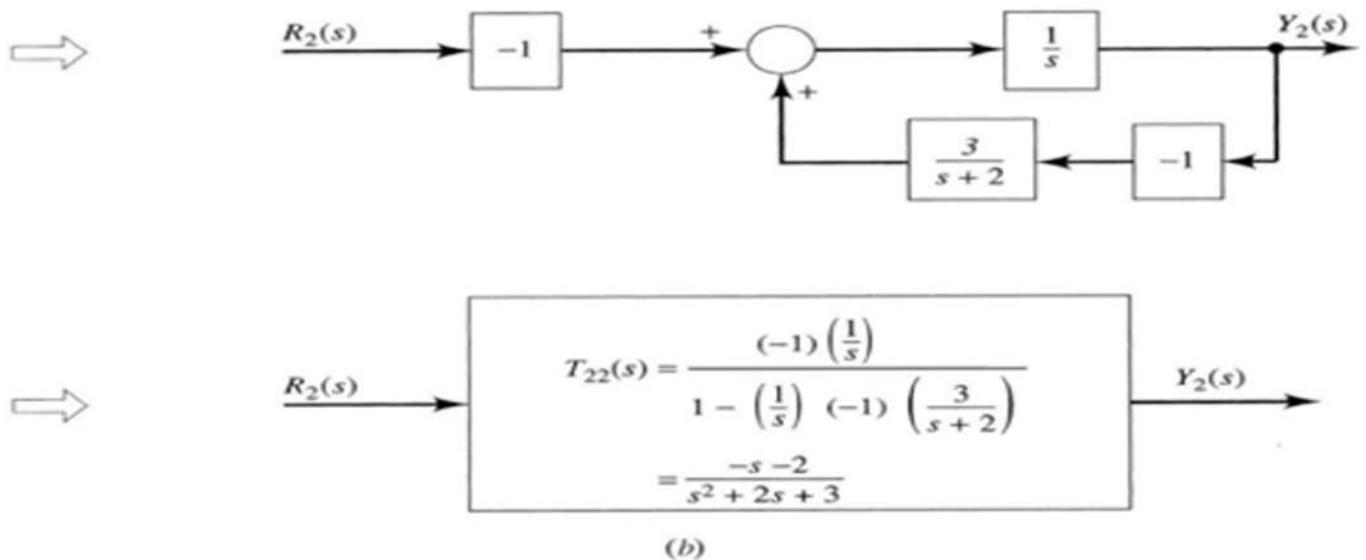 R₂(s) −1 + 1/s Y₂(s)
+
3/(s + 2) −1
R₂(s) T₂₂(s) = (−1) (1/s) / (1 − (1/s) (−1) (3/(s + 2))) Y₂(s)
= (−s −2)/(s² + 2s + 3)
(b)